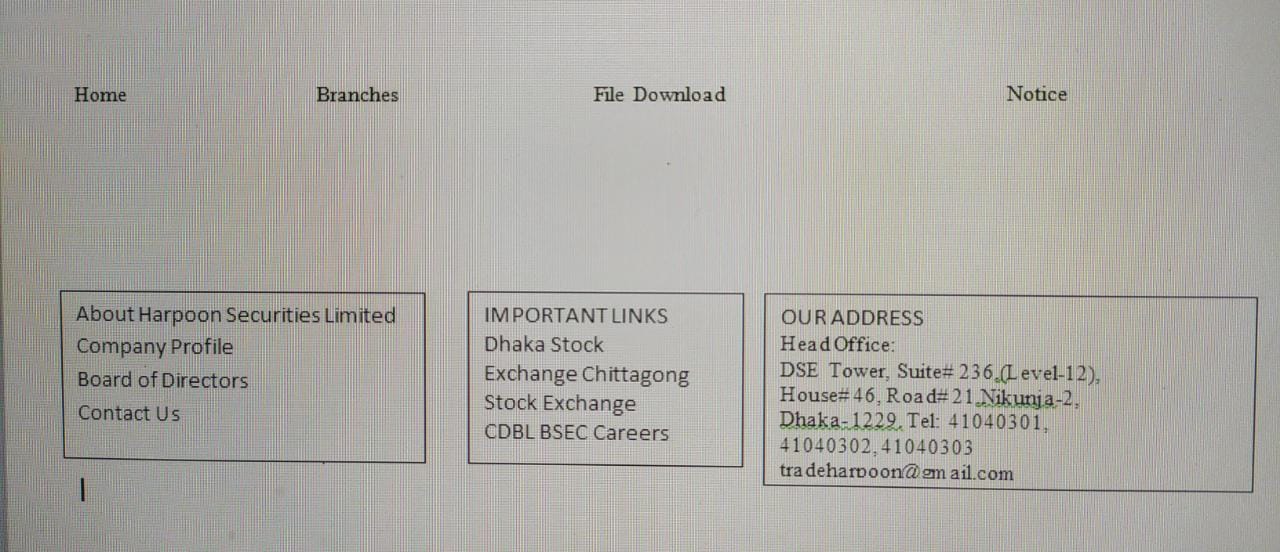 Home Branches File Download Notice
About Harpoon Securities Limited
Company Profile
Board of Directors
Contact Us
IMPORTANT LINKS
Dhaka Stock
Exchange Chittagong
Stock Exchange
CDBL BSEC Careers
OUR ADDRESS
Head Office:
DSE Tower, Suite# 236,(Level-12),
House# 46, Road# 21,Nikunja-2,
Dhaka-1229. Tel: 41040301,
41040302,41040303
tradeharpoon@gmail.com